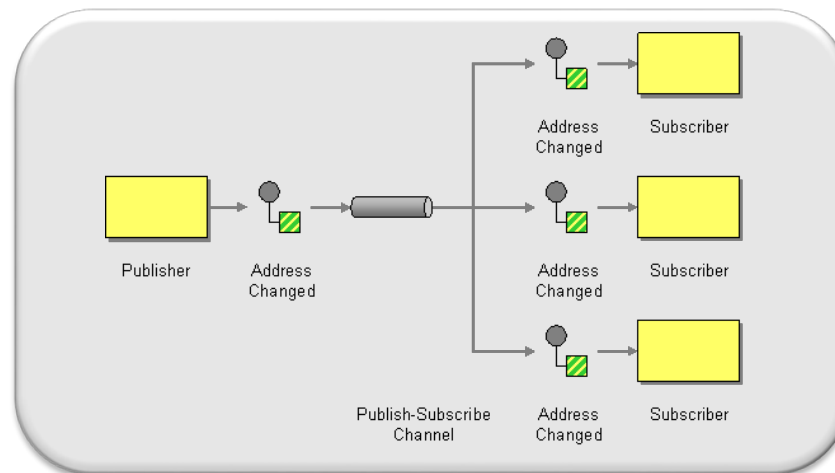 Address
Changed
Subscriber
Publisher
Address
Changed
Address
Changed
Subscriber
Publish-Subscribe
Channel
Address
Changed
Subscriber